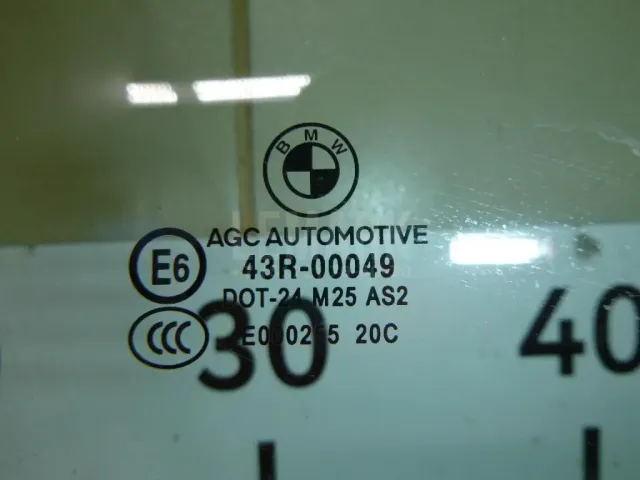 BMW
AGC AUTOMOTIVE
E6
43R-00049
DOT-24 M25 AS2
CCC
20C
30
40